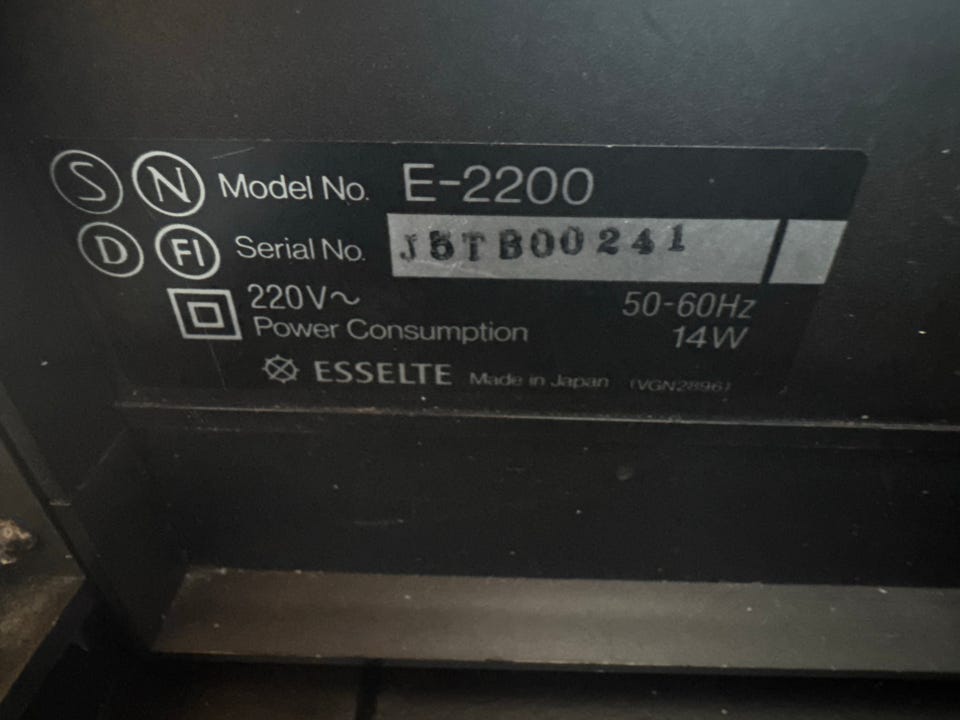 S N Model No. E-2200
D FI Serial No. J5TB00241
220V~ 50-60Hz
Power Consumption 14W
ESSELTE Made in Japan (VGN2896)